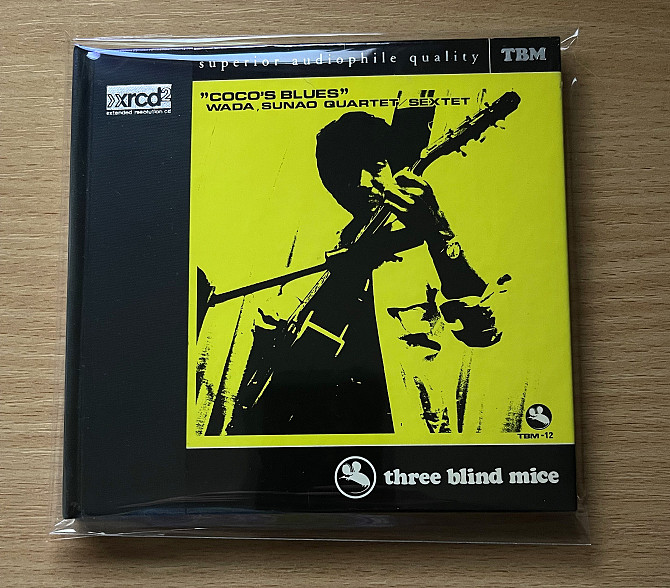 superior audiophile quality TBM
xrcd2
extended resolution cd
"COCO'S BLUES"
WADA, SUNAO QUARTET/SEXTET
TBM-12
three blind mice